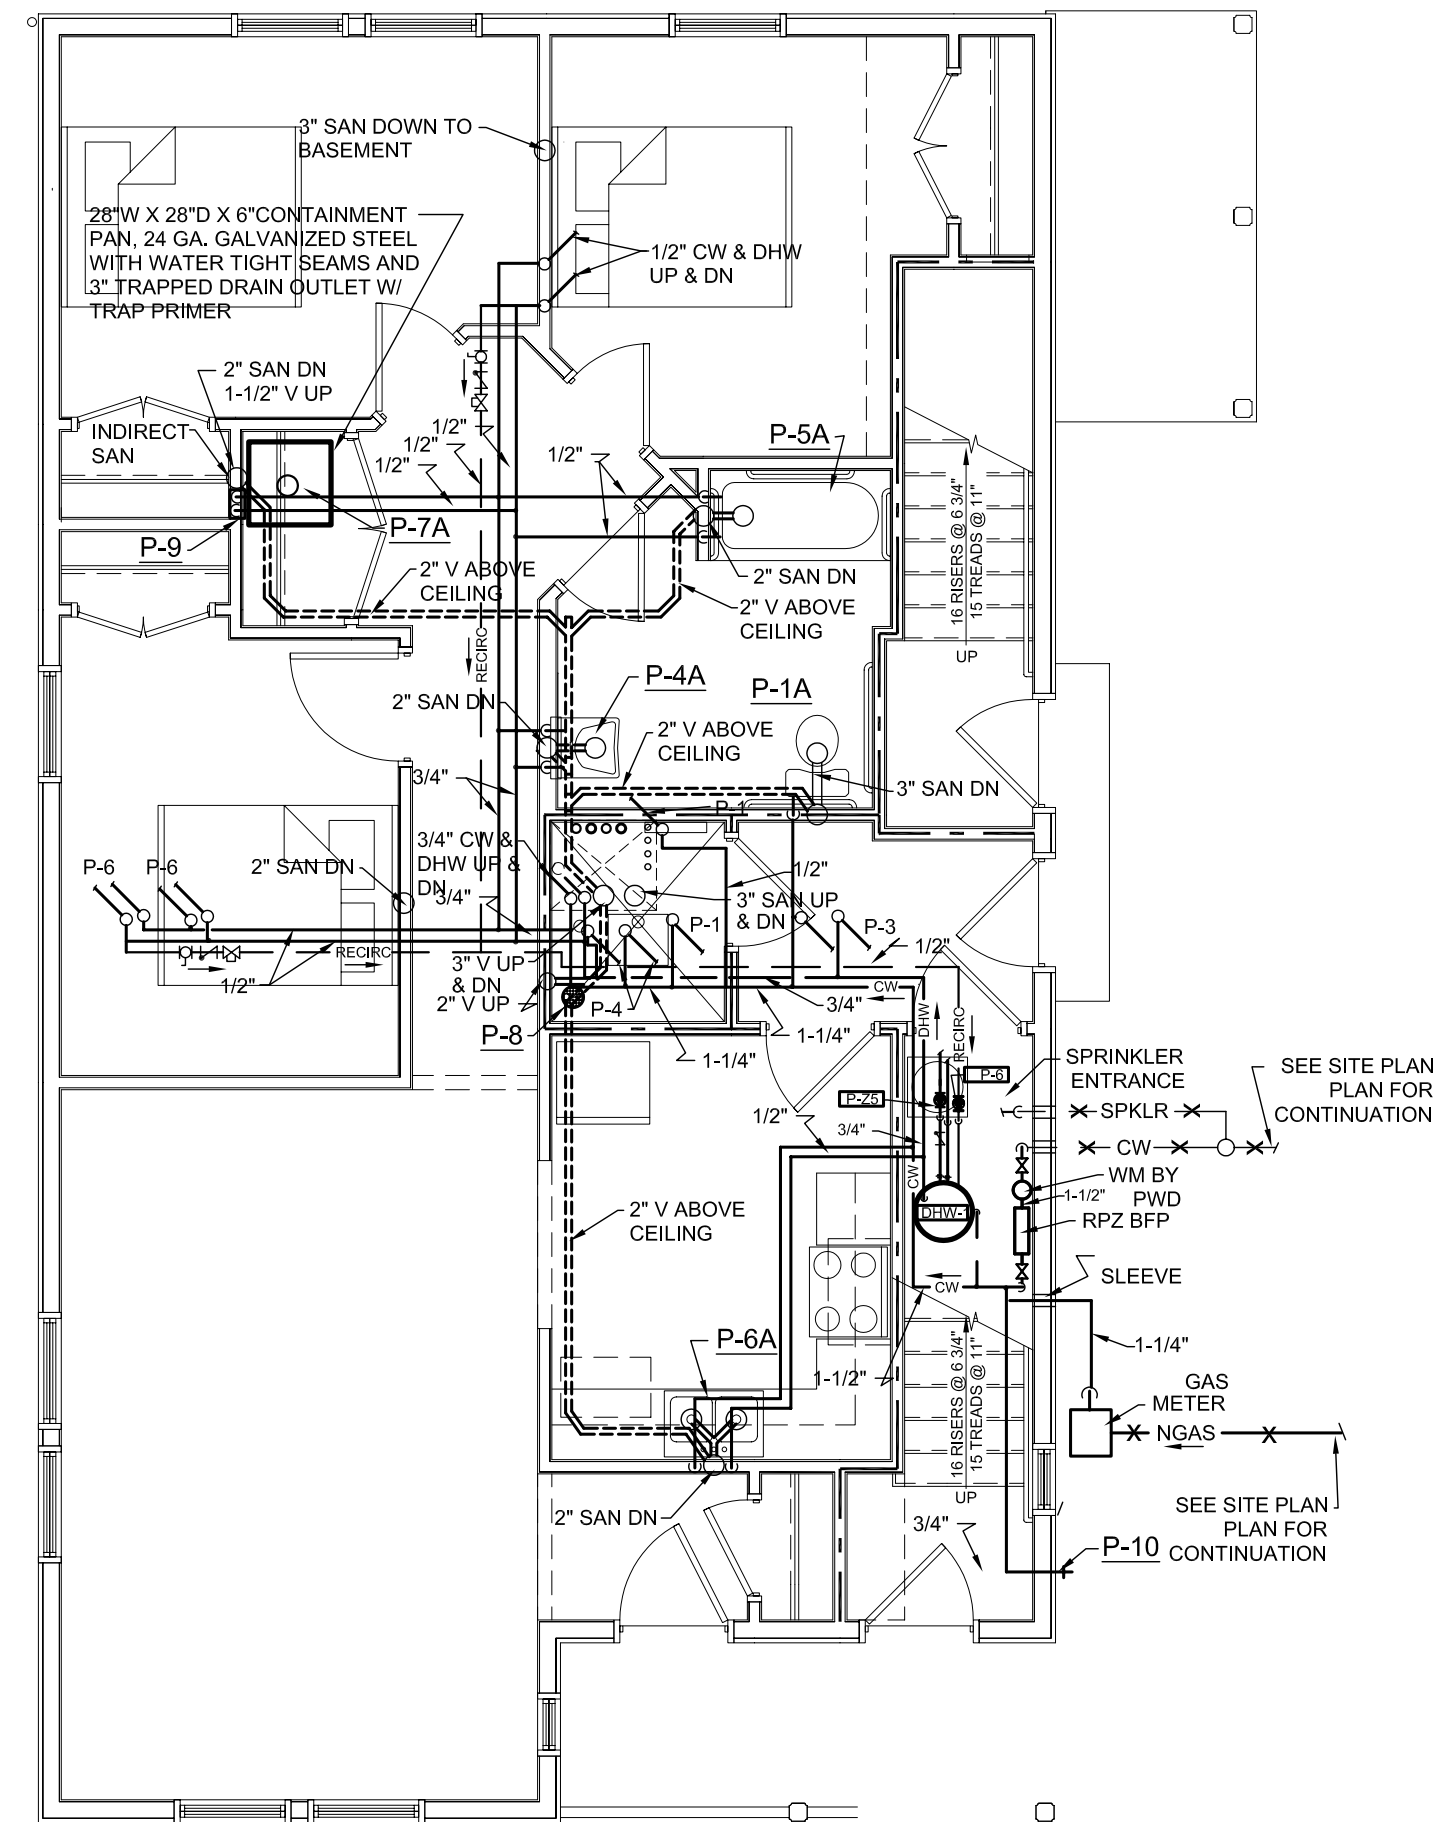 3" SAN DOWN TO
BASEMENT
28"W X 28"D X 6"CONTAINMENT
PAN, 24 GA. GALVANIZED STEEL
WITH WATER TIGHT SEAMS AND
3" TRAPPED DRAIN OUTLET W/
TRAP PRIMER
1/2" CW & DHW
UP & DN
2" SAN DN
1-1/2" V UP
INDIRECT
SAN
1/2"
1/2"
1/2"
1/2"
P-5A
P-9
P-7A
2" V ABOVE
CEILING
2" SAN DN
2" V ABOVE
CEILING
16 RISERS @ 6 3/4"
15 TREADS @ 11"
UP
RECIRC
P-4A
P-1A
2" SAN DN
2" V ABOVE
CEILING
3/4"
3" SAN DN
P-1
3/4" CW &
DHW UP &
DN
3/4"
1/2"
P-6
P-6
2" SAN DN
3" SAN UP
& DN
P-1
P-3
1/2"
RECIRC
1/2"
3" V UP
& DN
2" V UP
P-4
P-8
3/4"
CW
1-1/4"
1-1/4"
DHW
RECIRC
P-6
P-Z5
SPRINKLER
ENTRANCE
SEE SITE PLAN
PLAN FOR
CONTINUATION
SPKLR
1/2"
3/4"
CW
CW
WM BY
PWD
1-1/2"
RPZ BFP
DHW-1
2" V ABOVE
CEILING
SLEEVE
CW
1-1/4"
P-6A
1-1/2"
16 RISERS @ 6 3/4"
15 TREADS @ 11"
UP
GAS
METER
NGAS
SEE SITE PLAN
PLAN FOR
CONTINUATION
2" SAN DN
3/4"
P-10